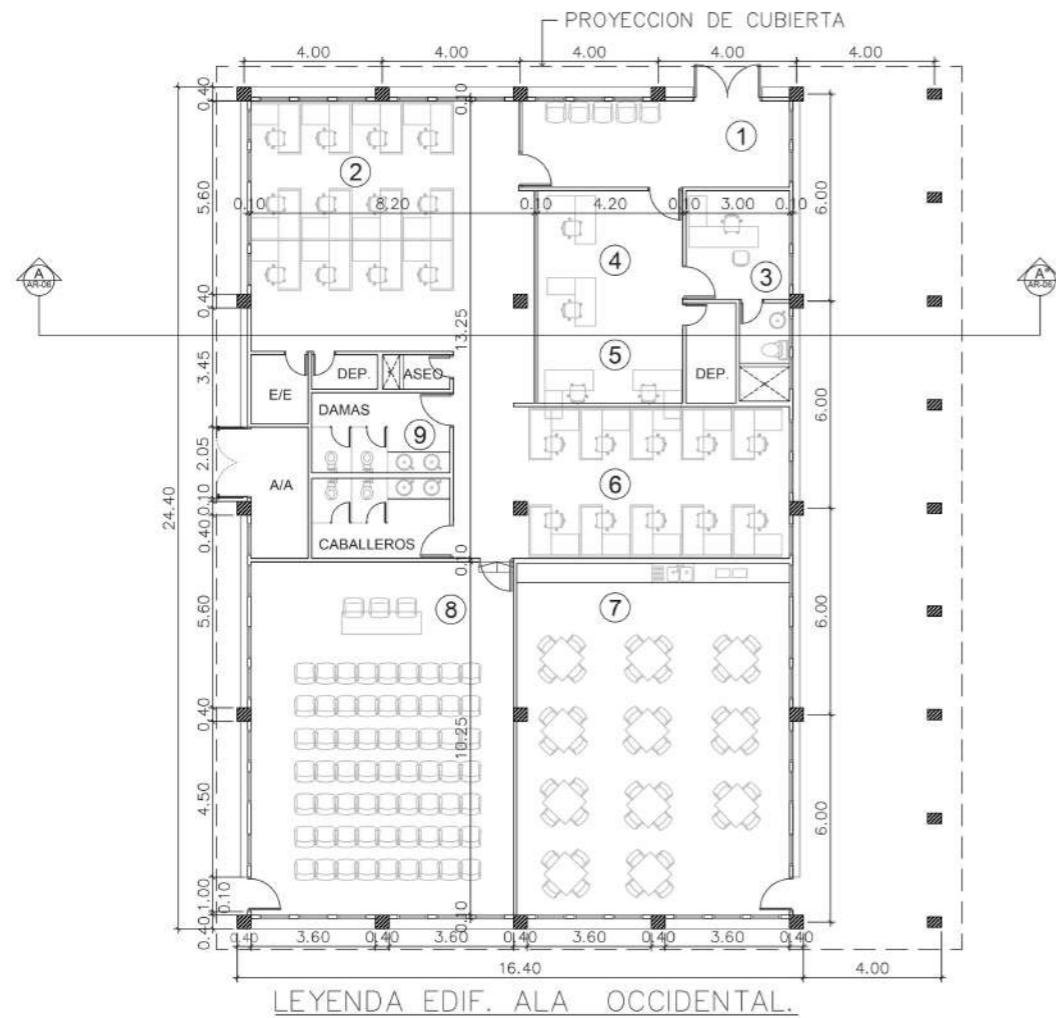 PROYECCION DE CUBIERTA
4.00 4.00 4.00 4.00 4.00
0.40 0.10
1
2
5.60 6.00
0.10 8.20 0.10 4.20 0.10 3.00 0.10
4
3
A
AR-06
A"
AR-06
0.40
13.25
3.45
5
DEP. ASEO DEP.
E/E
DAMAS
9
6.00
2.05
A/A
6
24.40
0.10
0.40
CABALLEROS
0.10
8
7
5.60 6.00
0.40
10.25
4.50 6.00
1.00
0.10
0.40
0.10
0.40 3.60 0.40 3.60 0.40 3.60 0.40 3.60 0.40
16.40 4.00
LEYENDA EDIF. ALA OCCIDENTAL.